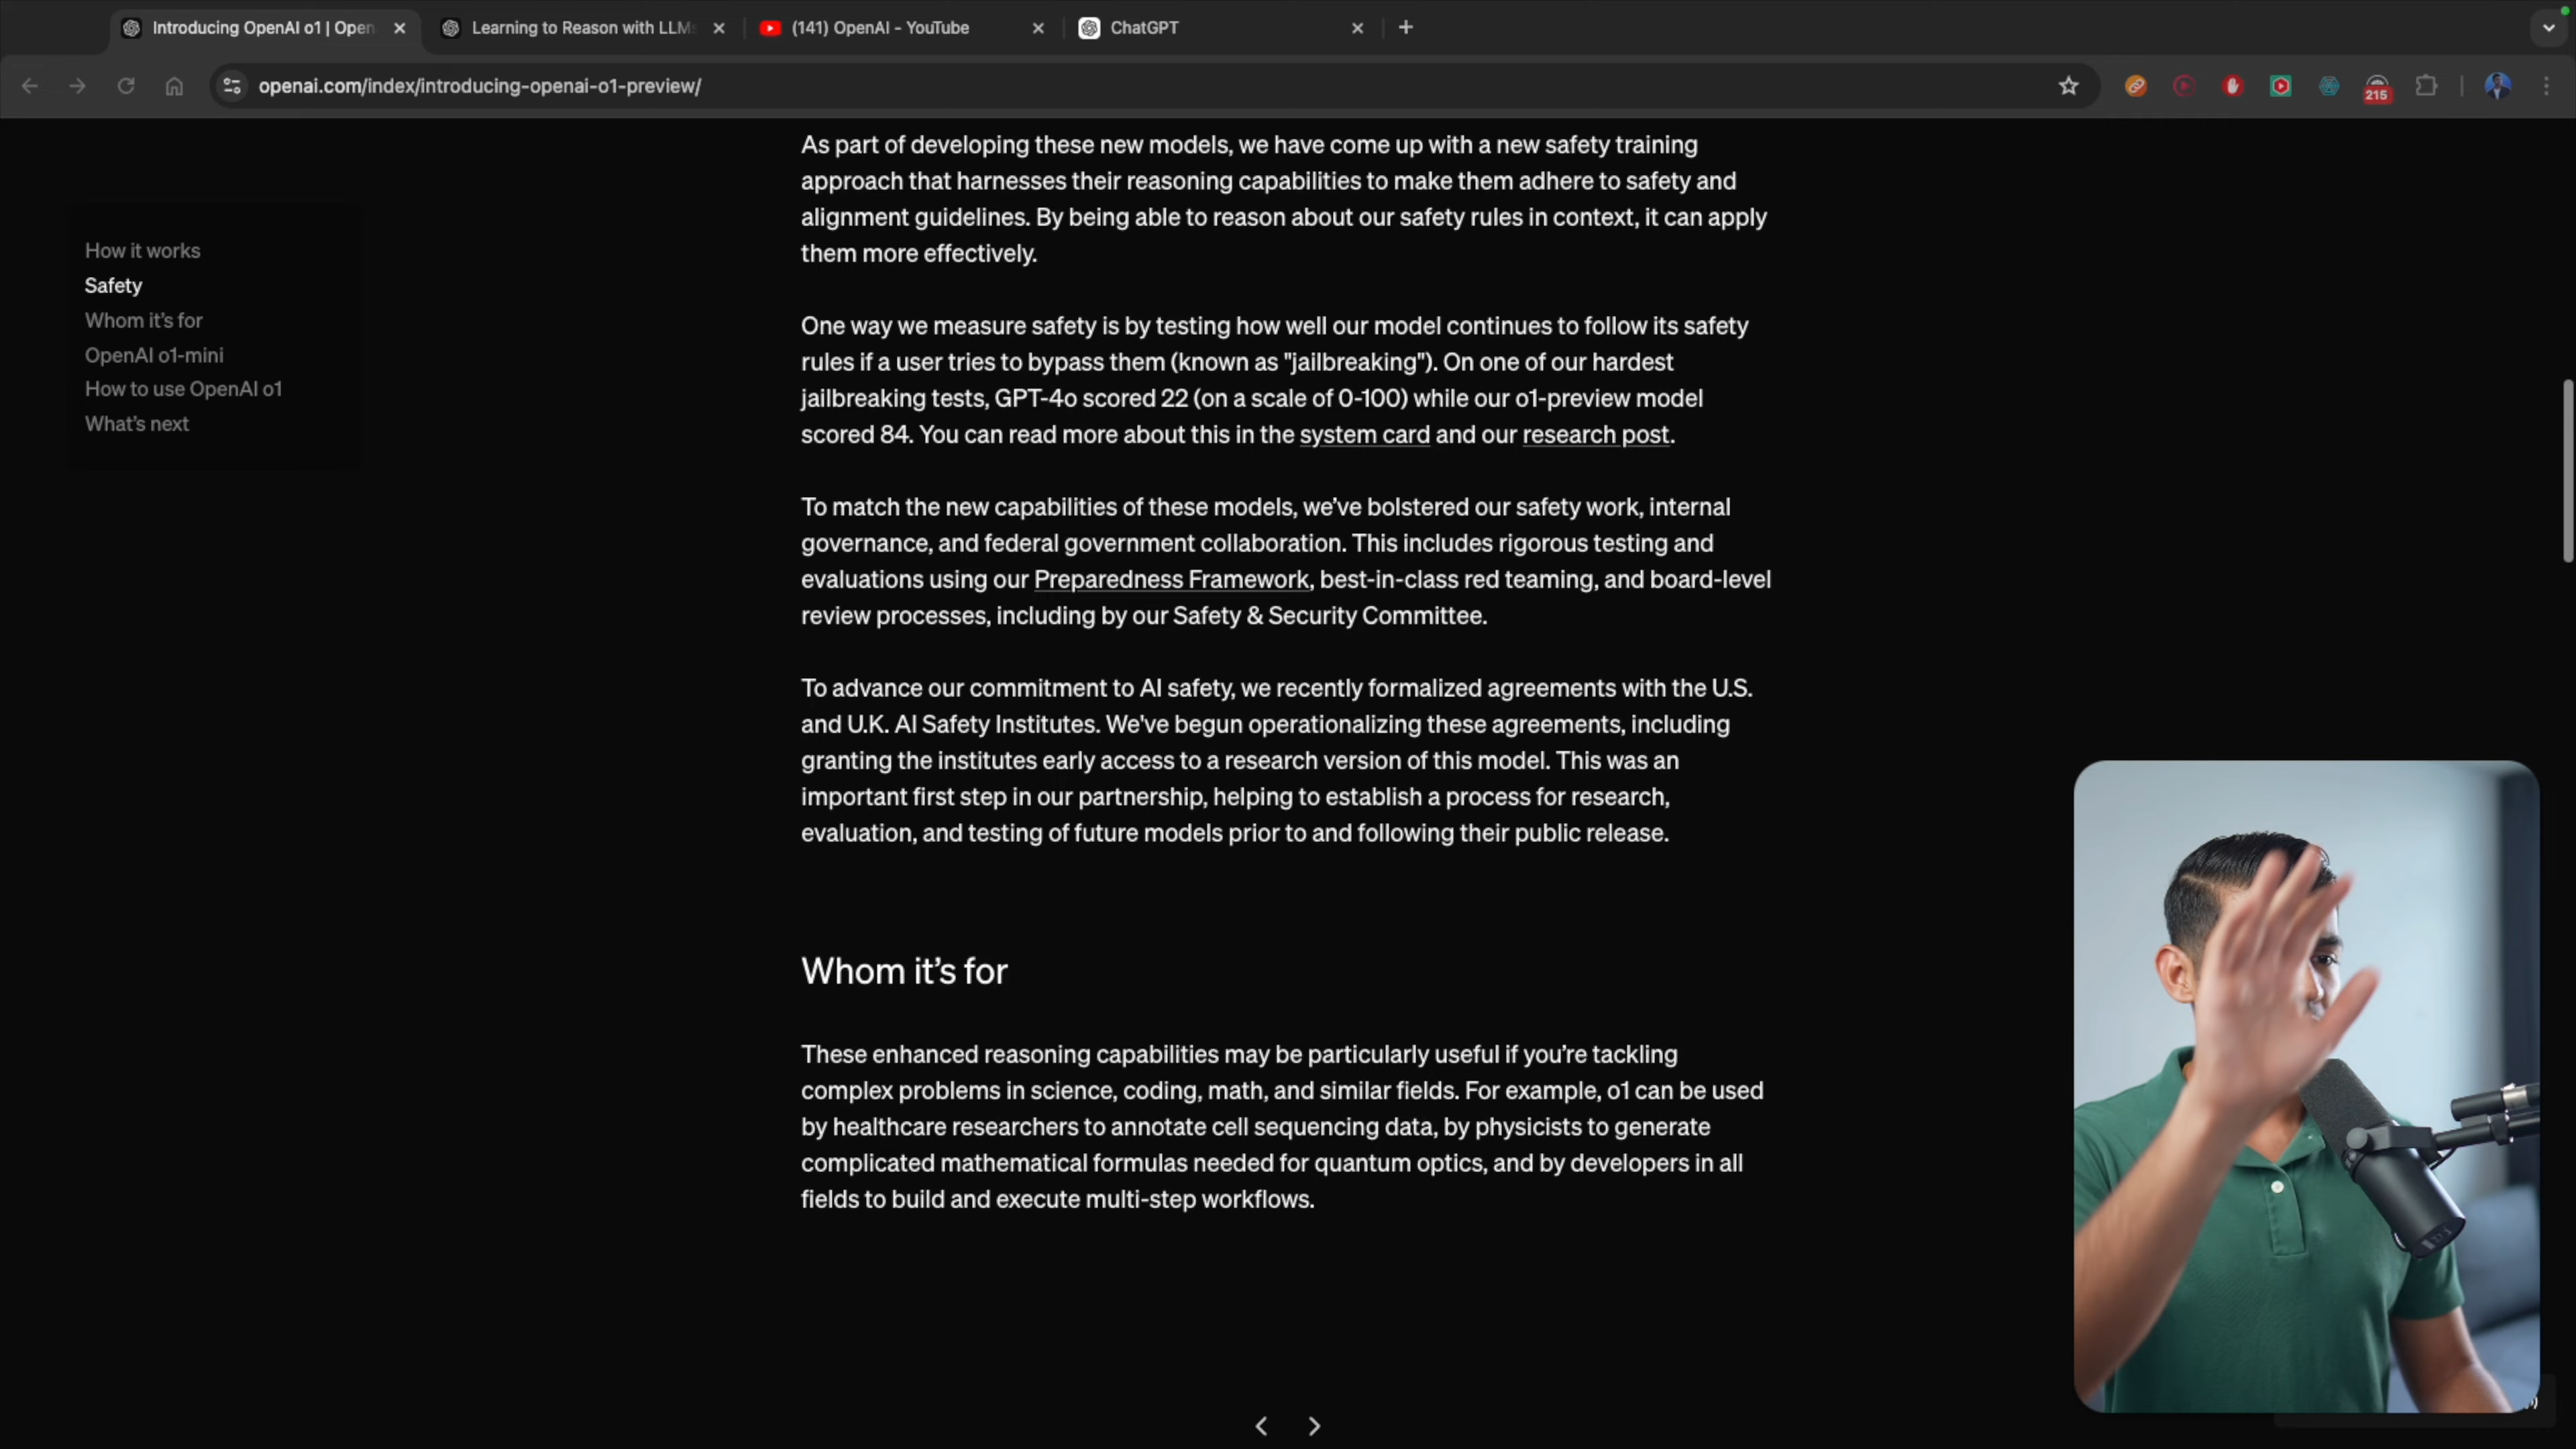 Introducing OpenAI o1 | Open
Learning to Reason with LLMs
(141) OpenAI - YouTube
ChatGPT
openai.com/index/introducing-openai-o1-preview/
215
How it works
Safety
Whom it’s for
OpenAI o1-mini
How to use OpenAI o1
What’s next
As part of developing these new models, we have come up with a new safety training
approach that harnesses their reasoning capabilities to make them adhere to safety and
alignment guidelines. By being able to reason about our safety rules in context, it can apply
them more effectively.
One way we measure safety is by testing how well our model continues to follow its safety
rules if a user tries to bypass them (known as "jailbreaking"). On one of our hardest
jailbreaking tests, GPT-4o scored 22 (on a scale of 0-100) while our o1-preview model
scored 84. You can read more about this in the system card and our research post.
To match the new capabilities of these models, we’ve bolstered our safety work, internal
governance, and federal government collaboration. This includes rigorous testing and
evaluations using our Preparedness Framework, best-in-class red teaming, and board-level
review processes, including by our Safety & Security Committee.
To advance our commitment to AI safety, we recently formalized agreements with the U.S.
and U.K. AI Safety Institutes. We've begun operationalizing these agreements, including
granting the institutes early access to a research version of this model. This was an
important first step in our partnership, helping to establish a process for research,
evaluation, and testing of future models prior to and following their public release.
Whom it’s for
These enhanced reasoning capabilities may be particularly useful if you’re tackling
complex problems in science, coding, math, and similar fields. For example, o1 can be used
by healthcare researchers to annotate cell sequencing data, by physicists to generate
complicated mathematical formulas needed for quantum optics, and by developers in all
fields to build and execute multi-step workflows.